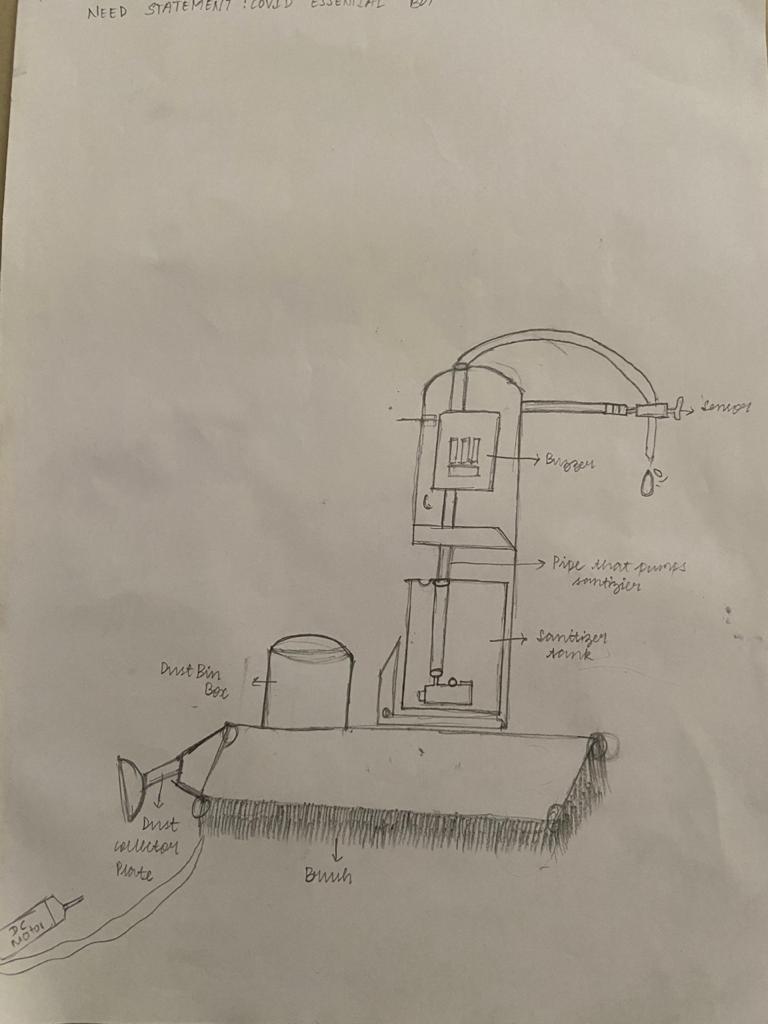 NEED STATEMENT : COVID ESSENTIAL BOT
Sensor
Buzzer
Pipe that pumps
santizier
Sanitizer
tank
Dust Bin
Box
Dust
collector
Plate
Brush
DC
Motor